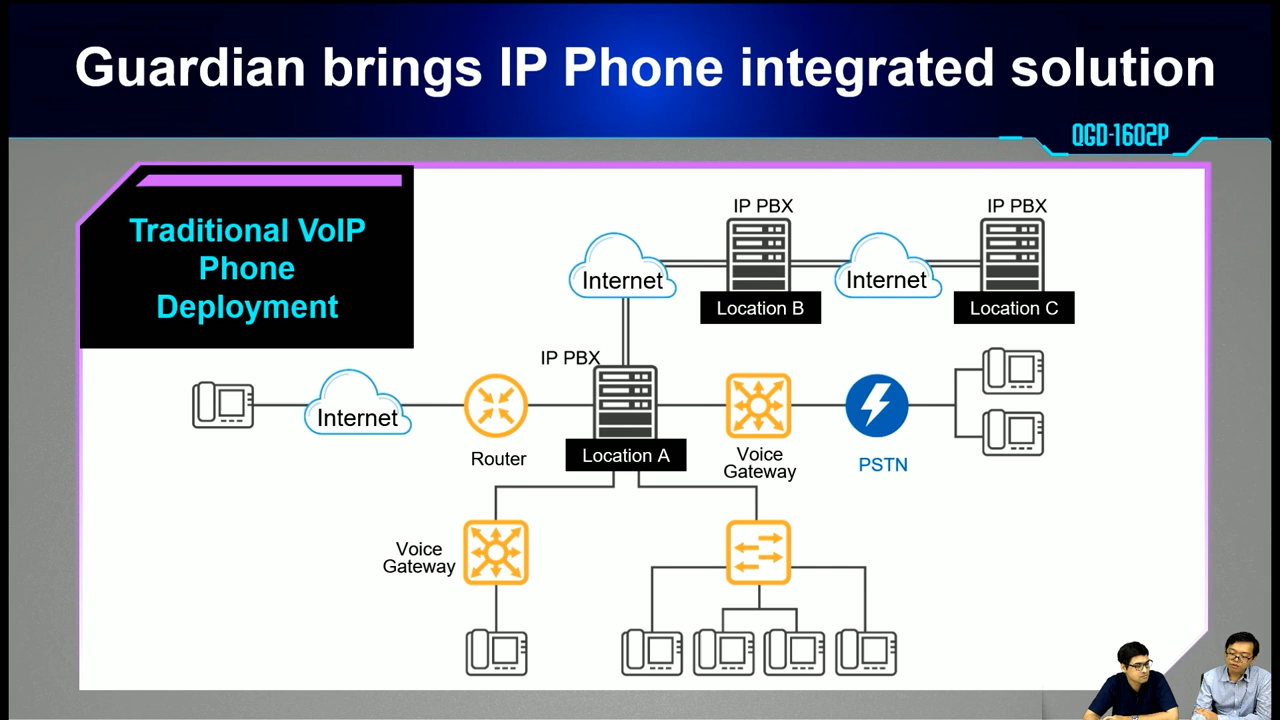 Guardian brings IP Phone integrated solution
QGD-1602P
Traditional VoIP
Phone
Deployment
IP PBX
IP PBX
Internet
Internet
Location B
Location C
IP PBX
Internet
Router
Location A
Voice
Gateway
PSTN
Voice
Gateway